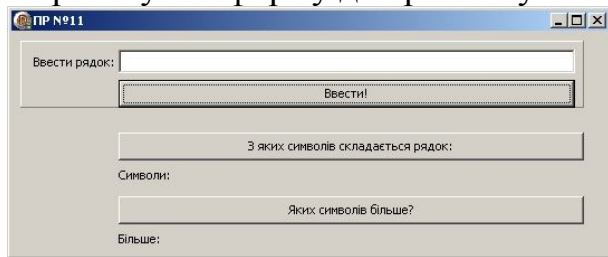 ПР №11
Ввести рядок:
Ввести!
З яких символів складається рядок:
Символи:
Яких символів більше?
Більше: